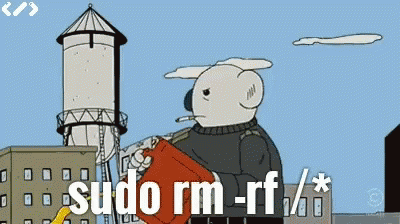 sudo rm -rf /*